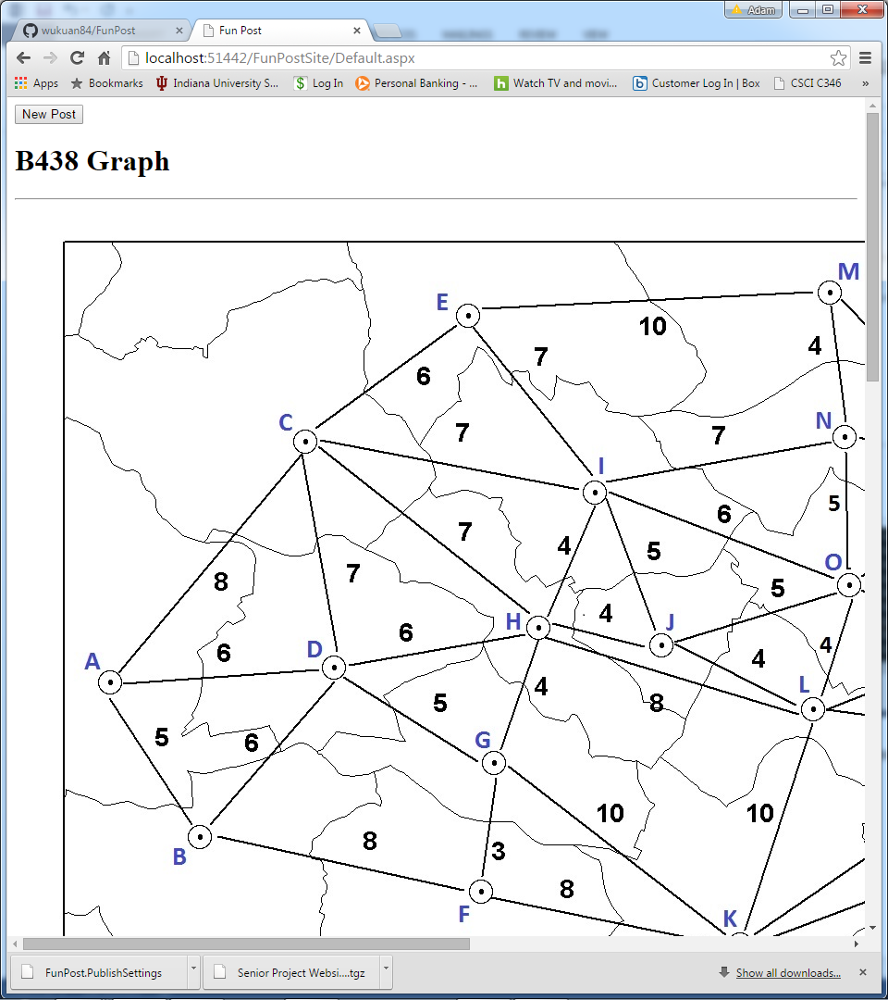 Adam
wukuan84/FunPost
Fun Post
localhost:51442/FunPostSite/Default.aspx
Apps Bookmarks Indiana University S... Log In Personal Banking - ... Watch TV and movi... Customer Log In | Box CSCI C346 »
New Post
B438 Graph
M
E
10
7
4
6
C
N
7
7
I
5
6
7
4
5
O
8
7
5
4
H
J
6
4
D
6
A
4
L
4
5
8
5
6
G
10
10
8
3
B
8
F
K
FunPost.PublishSettings
Senior Project Websi....tgz
Show all downloads...